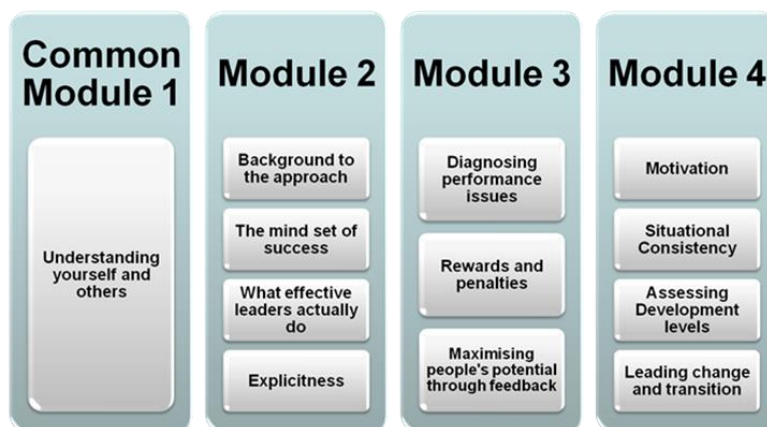 Common
Module 1
Understanding
yourself and
others
Module 2
Background to
the approach
The mind set of
success
What effective
leaders actually
do
Explicitness
Module 3
Diagnosing
performance
issues
Rewards and
penalties
Maximising
people's potential
through feedback
Module 4
Motivation
Situational
Consistency
Assessing
Development
levels
Leading change
and transition